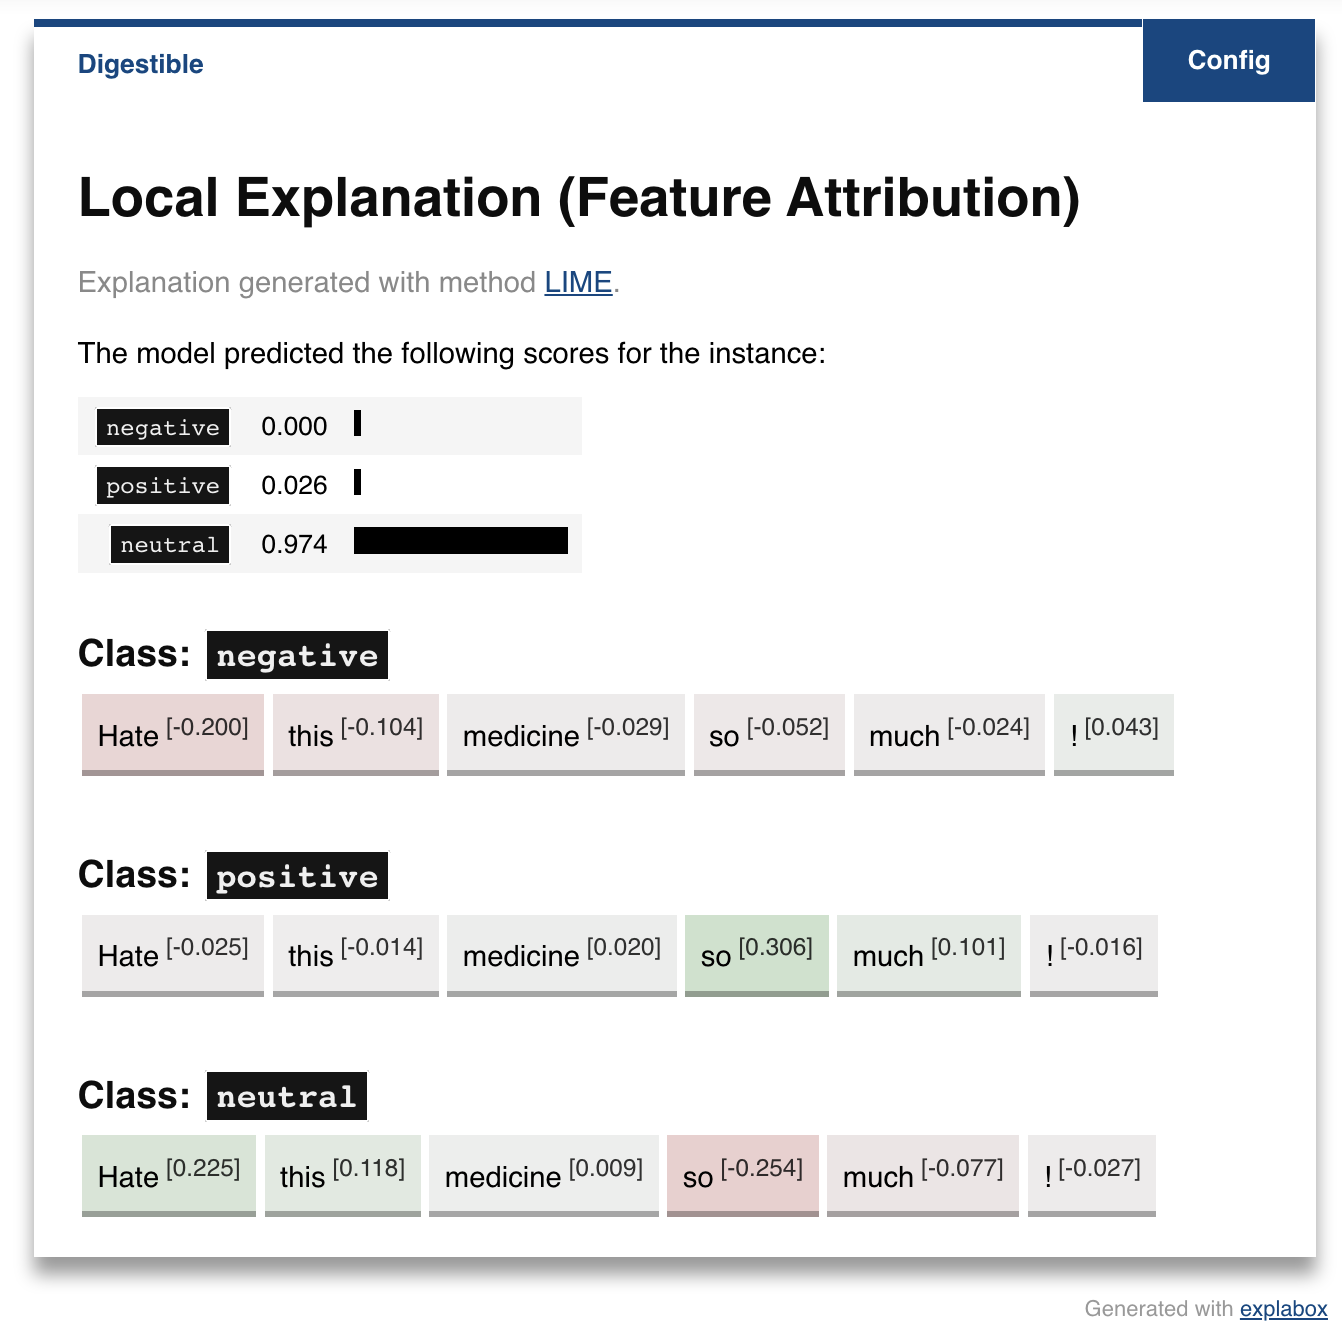 Digestible
Config
Local Explanation (Feature Attribution)
Explanation generated with method LIME.
The model predicted the following scores for the instance:
negative 0.000
positive 0.026
neutral 0.974
Class: negative
Hate [-0.200] this [-0.104] medicine [-0.029] so [-0.052] much [-0.024] ! [0.043]
Class: positive
Hate [-0.025] this [-0.014] medicine [0.020] so [0.306] much [0.101] ! [-0.016]
Class: neutral
Hate [0.225] this [0.118] medicine [0.009] so [-0.254] much [-0.077] ! [-0.027]
Generated with explabox